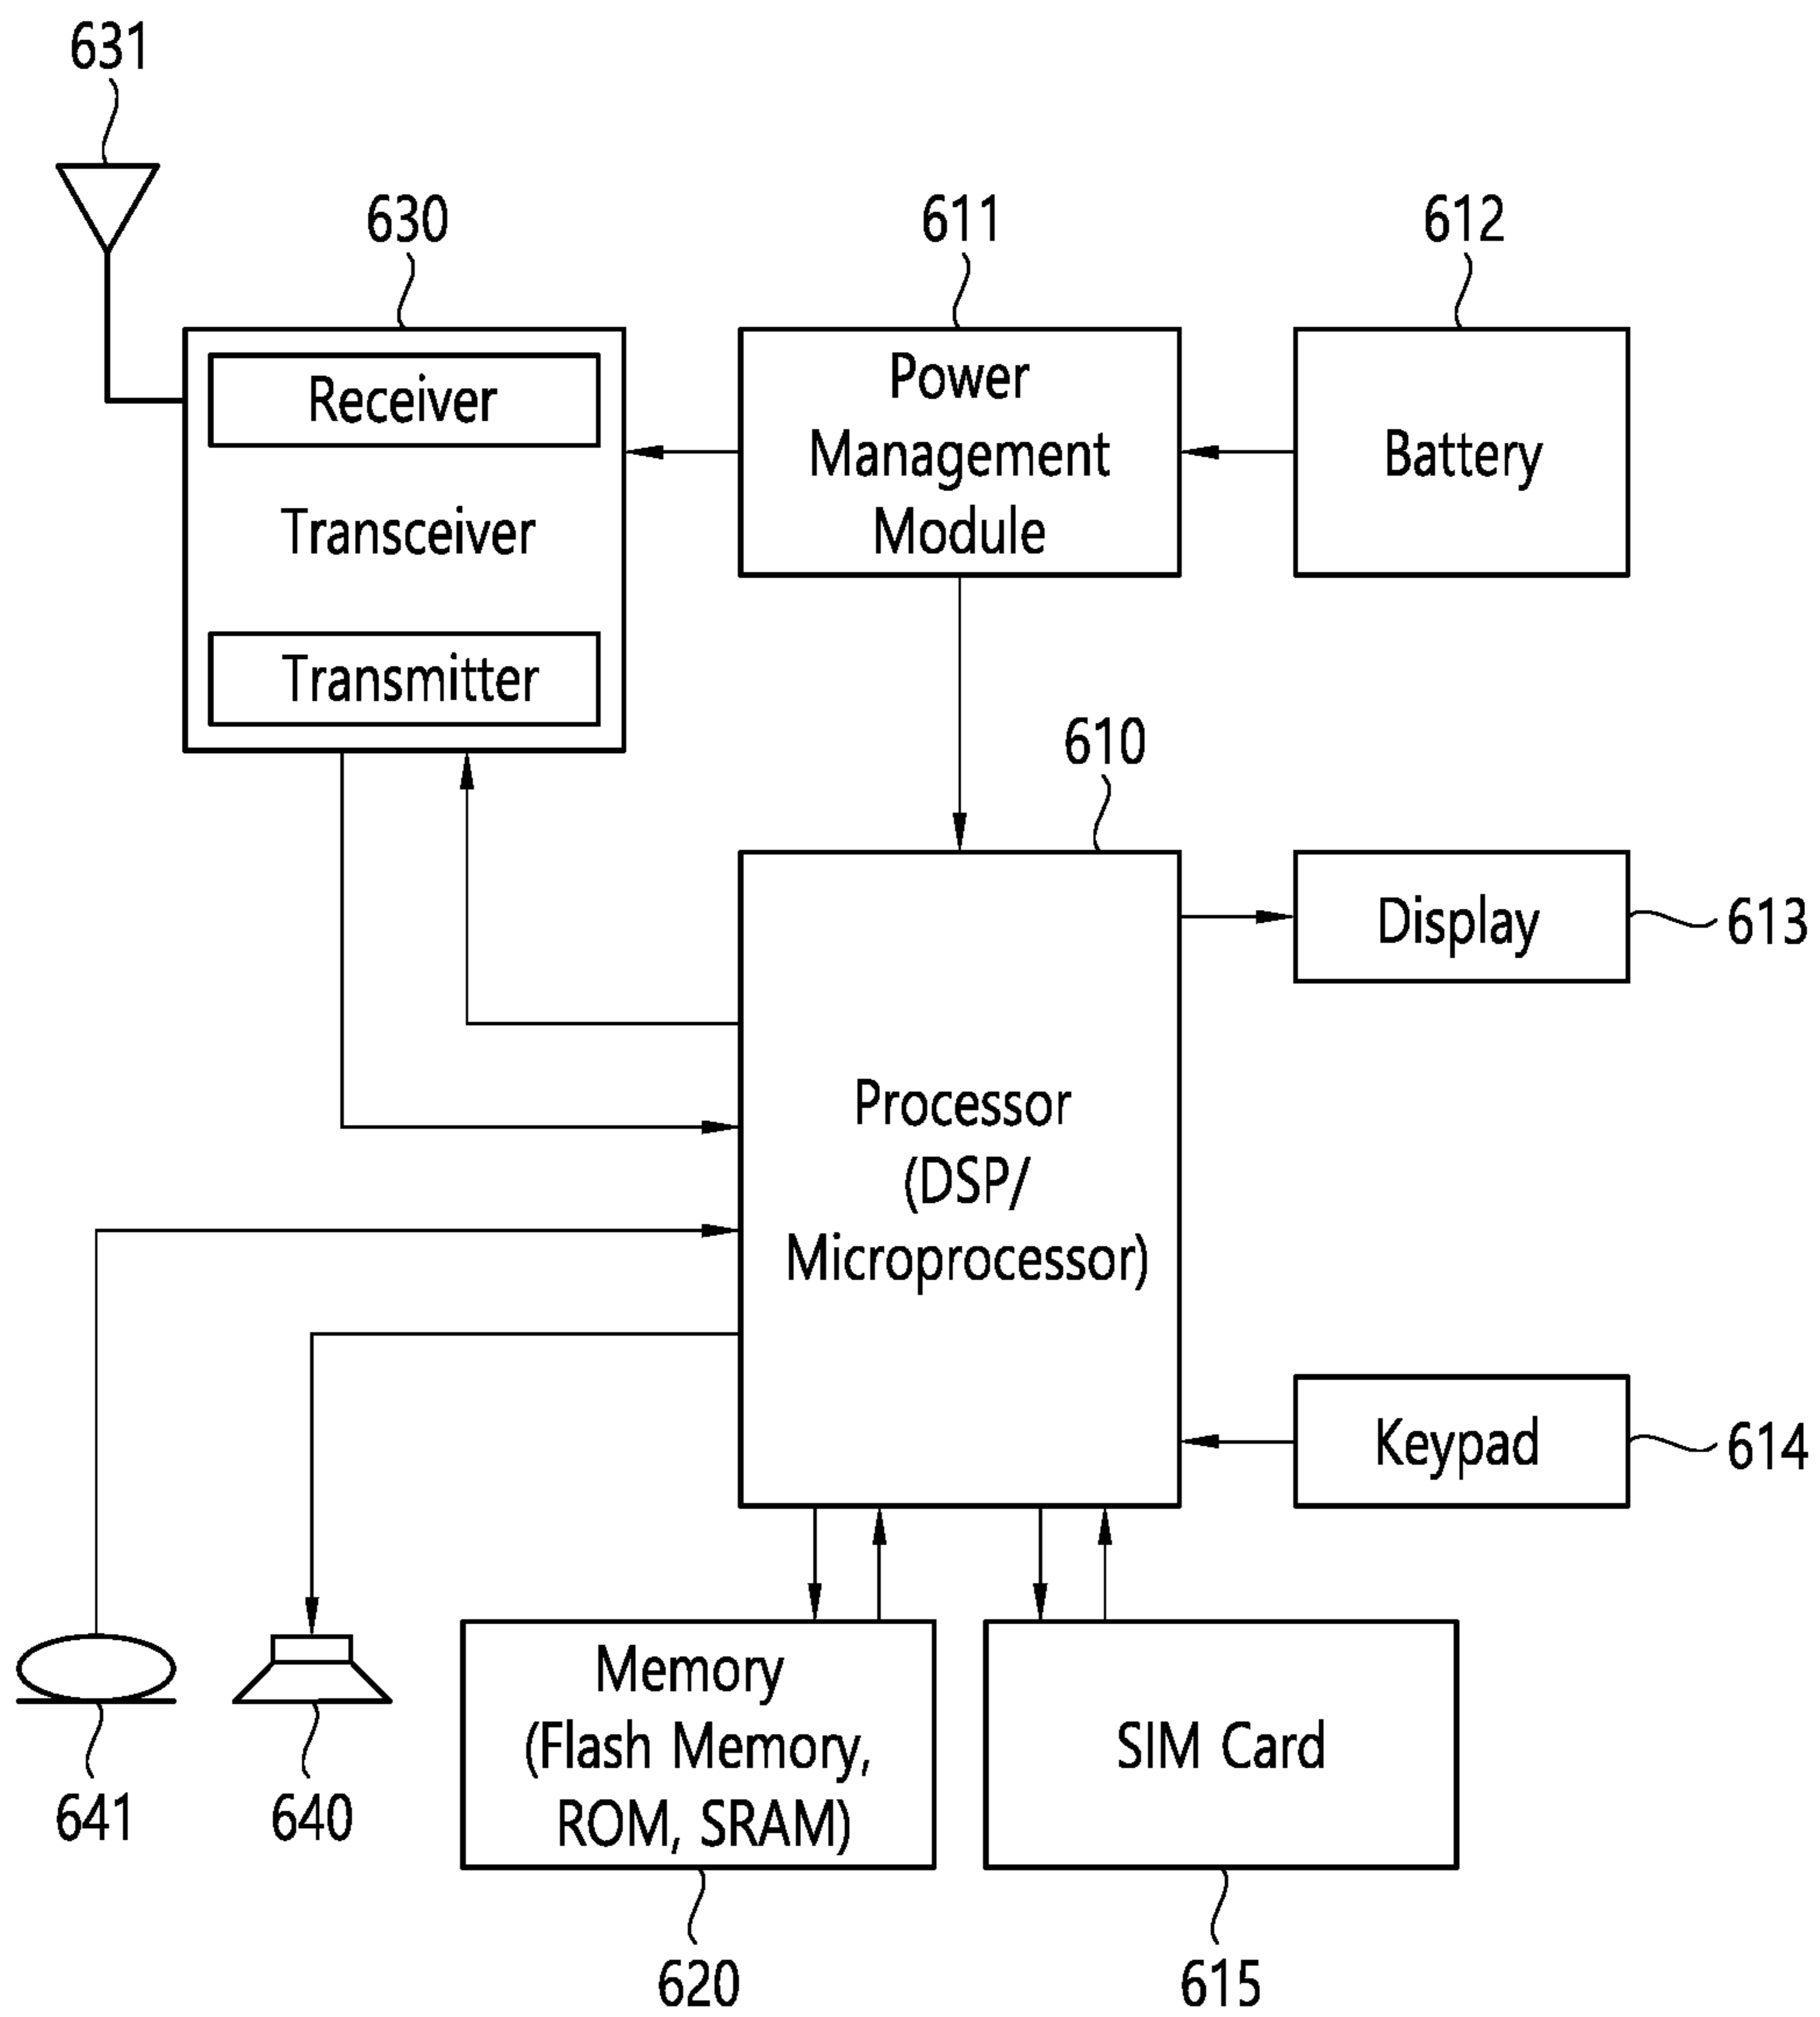 631
630
611
612
Receiver
Transceiver
Transmitter
Power
Management
Module
Battery
610
Processor
(DSP/
Microprocessor)
Display
613
Keypad
614
641
640
Memory
(Flash Memory,
ROM, SRAM)
620
SIM Card
615